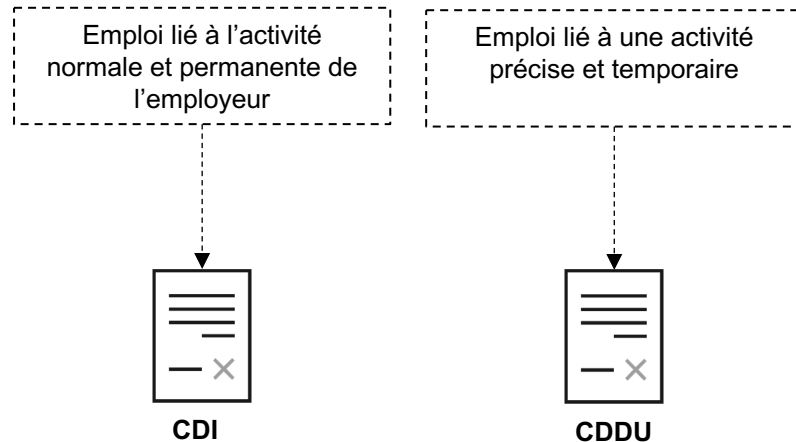 Emploi lié à l’activité
normale et permanente de
l’employeur
Emploi lié à une activité
précise et temporaire
CDI
CDDU